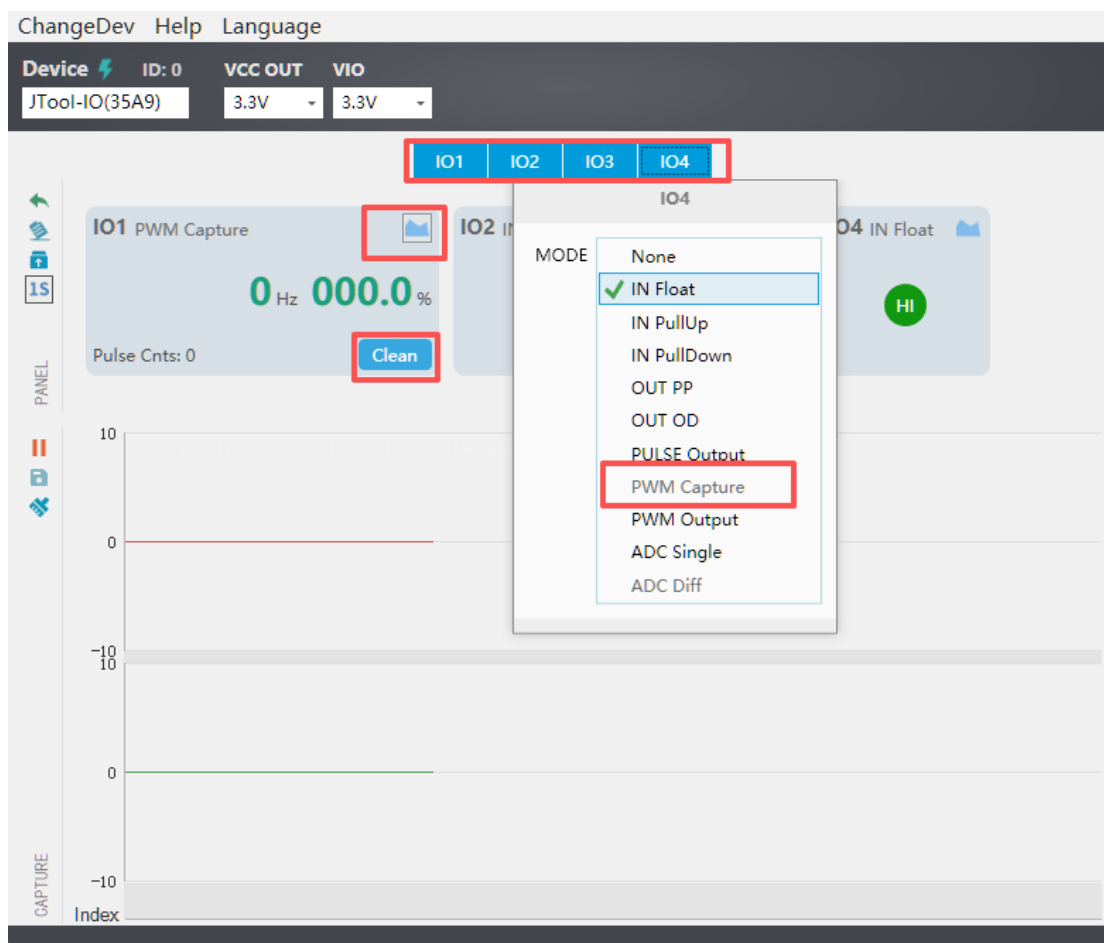 ChangeDev Help Language
Device ID: 0 VCC OUT VIO
JTool-IO(35A9) 3.3V 3.3V
IO1 IO2 IO3 IO4
IO4
IO1 PWM Capture
IO2
O4 IN Float
MODE
None
IN Float
IN PullUp
IN PullDown
OUT PP
OUT OD
PULSE Output
PWM Capture
PWM Output
ADC Single
ADC Diff
1S
0 Hz 000.0 %
HI
Pulse Cnts: 0 Clean
PANEL
10
0
-10
10
0
-10
CAPTURE
Index